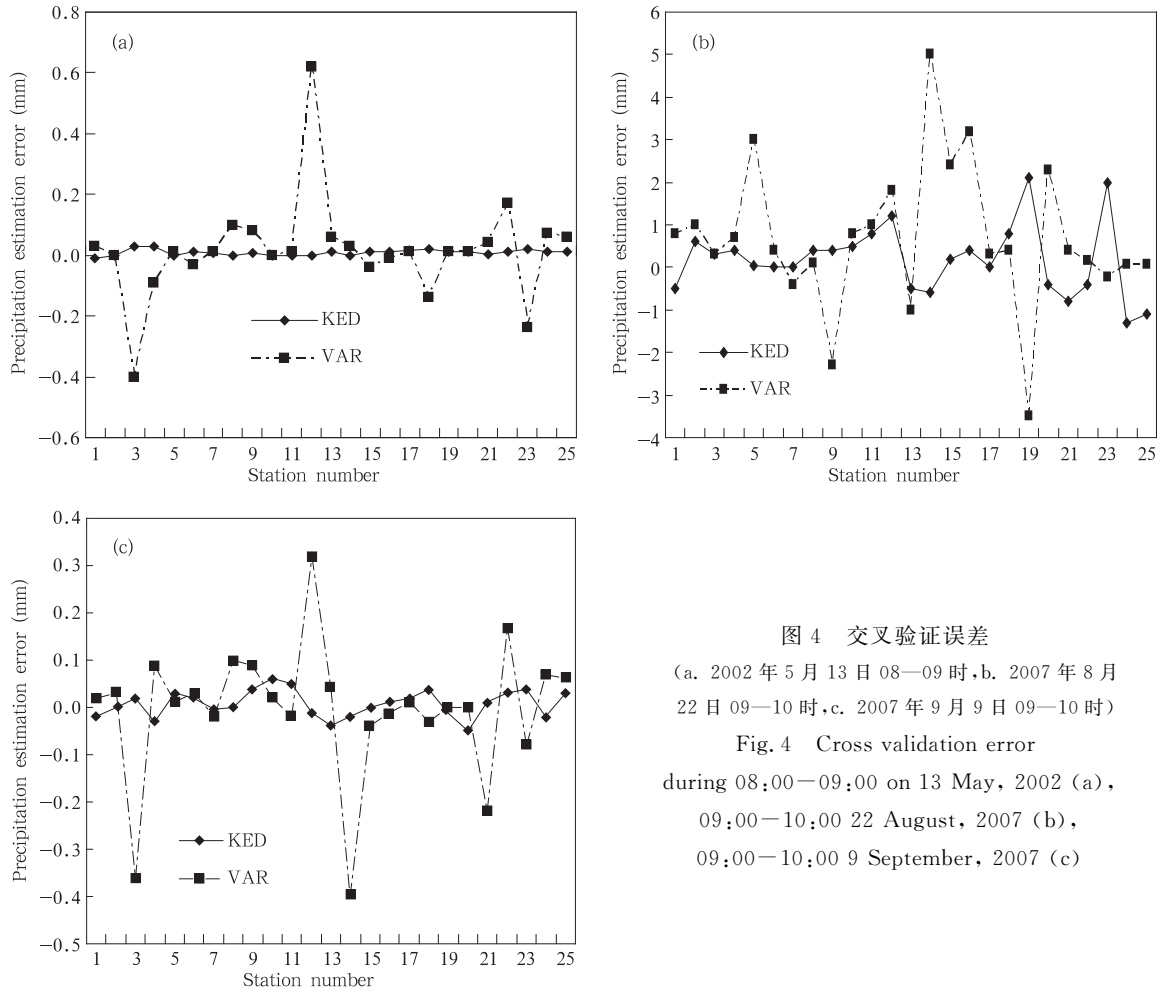 (a)
Precipitation estimation error (mm)
0.8
0.6
0.4
0.2
0.0
−0.2
−0.4
−0.6
KED
VAR
1 3 5 7 9 11 13 15 17 19 21 23 25
Station number
(b)
Precipitation estimation error (mm)
6
5
4
3
2
1
0
−1
−2
−3
−4
KED
VAR
1 3 5 7 9 11 13 15 17 19 21 23 25
Station number
(c)
Precipitation estimation error (mm)
0.4
0.3
0.2
0.1
0.0
−0.1
−0.2
−0.3
−0.4
−0.5
KED
VAR
1 3 5 7 9 11 13 15 17 19 21 23 25
Station number
图 4 交叉验证误差
(a. 2002 年 5 月 13 日 08—09 时,b. 2007 年 8 月
22 日 09—10 时,c. 2007 年 9 月 9 日 09—10 时)
Fig. 4 Cross validation error
during 08:00−09:00 on 13 May, 2002 (a),
09:00−10:00 22 August, 2007 (b),
09:00−10:00 9 September, 2007 (c)